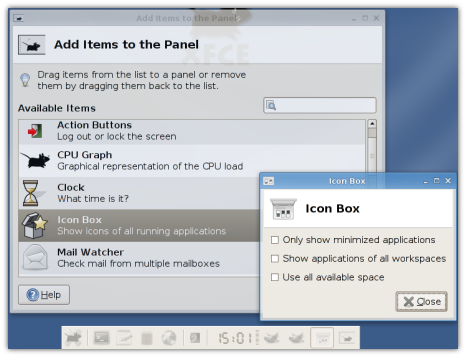 Add Items to the Panel
Add Items to the Panel
XFCE
Drag items from the list to a panel or remove
them by dragging them back to the list.
Available Items
Action Buttons
Log out or lock the screen
CPU Graph
Graphical representation of the CPU load
Clock
What time is it?
Icon Box
Show icons of all running applications
Mail Watcher
Check mail from multiple mailboxes
Help
Icon Box
Icon Box
Only show minimized applications
Show applications of all workspaces
Use all available space
Close
15:01